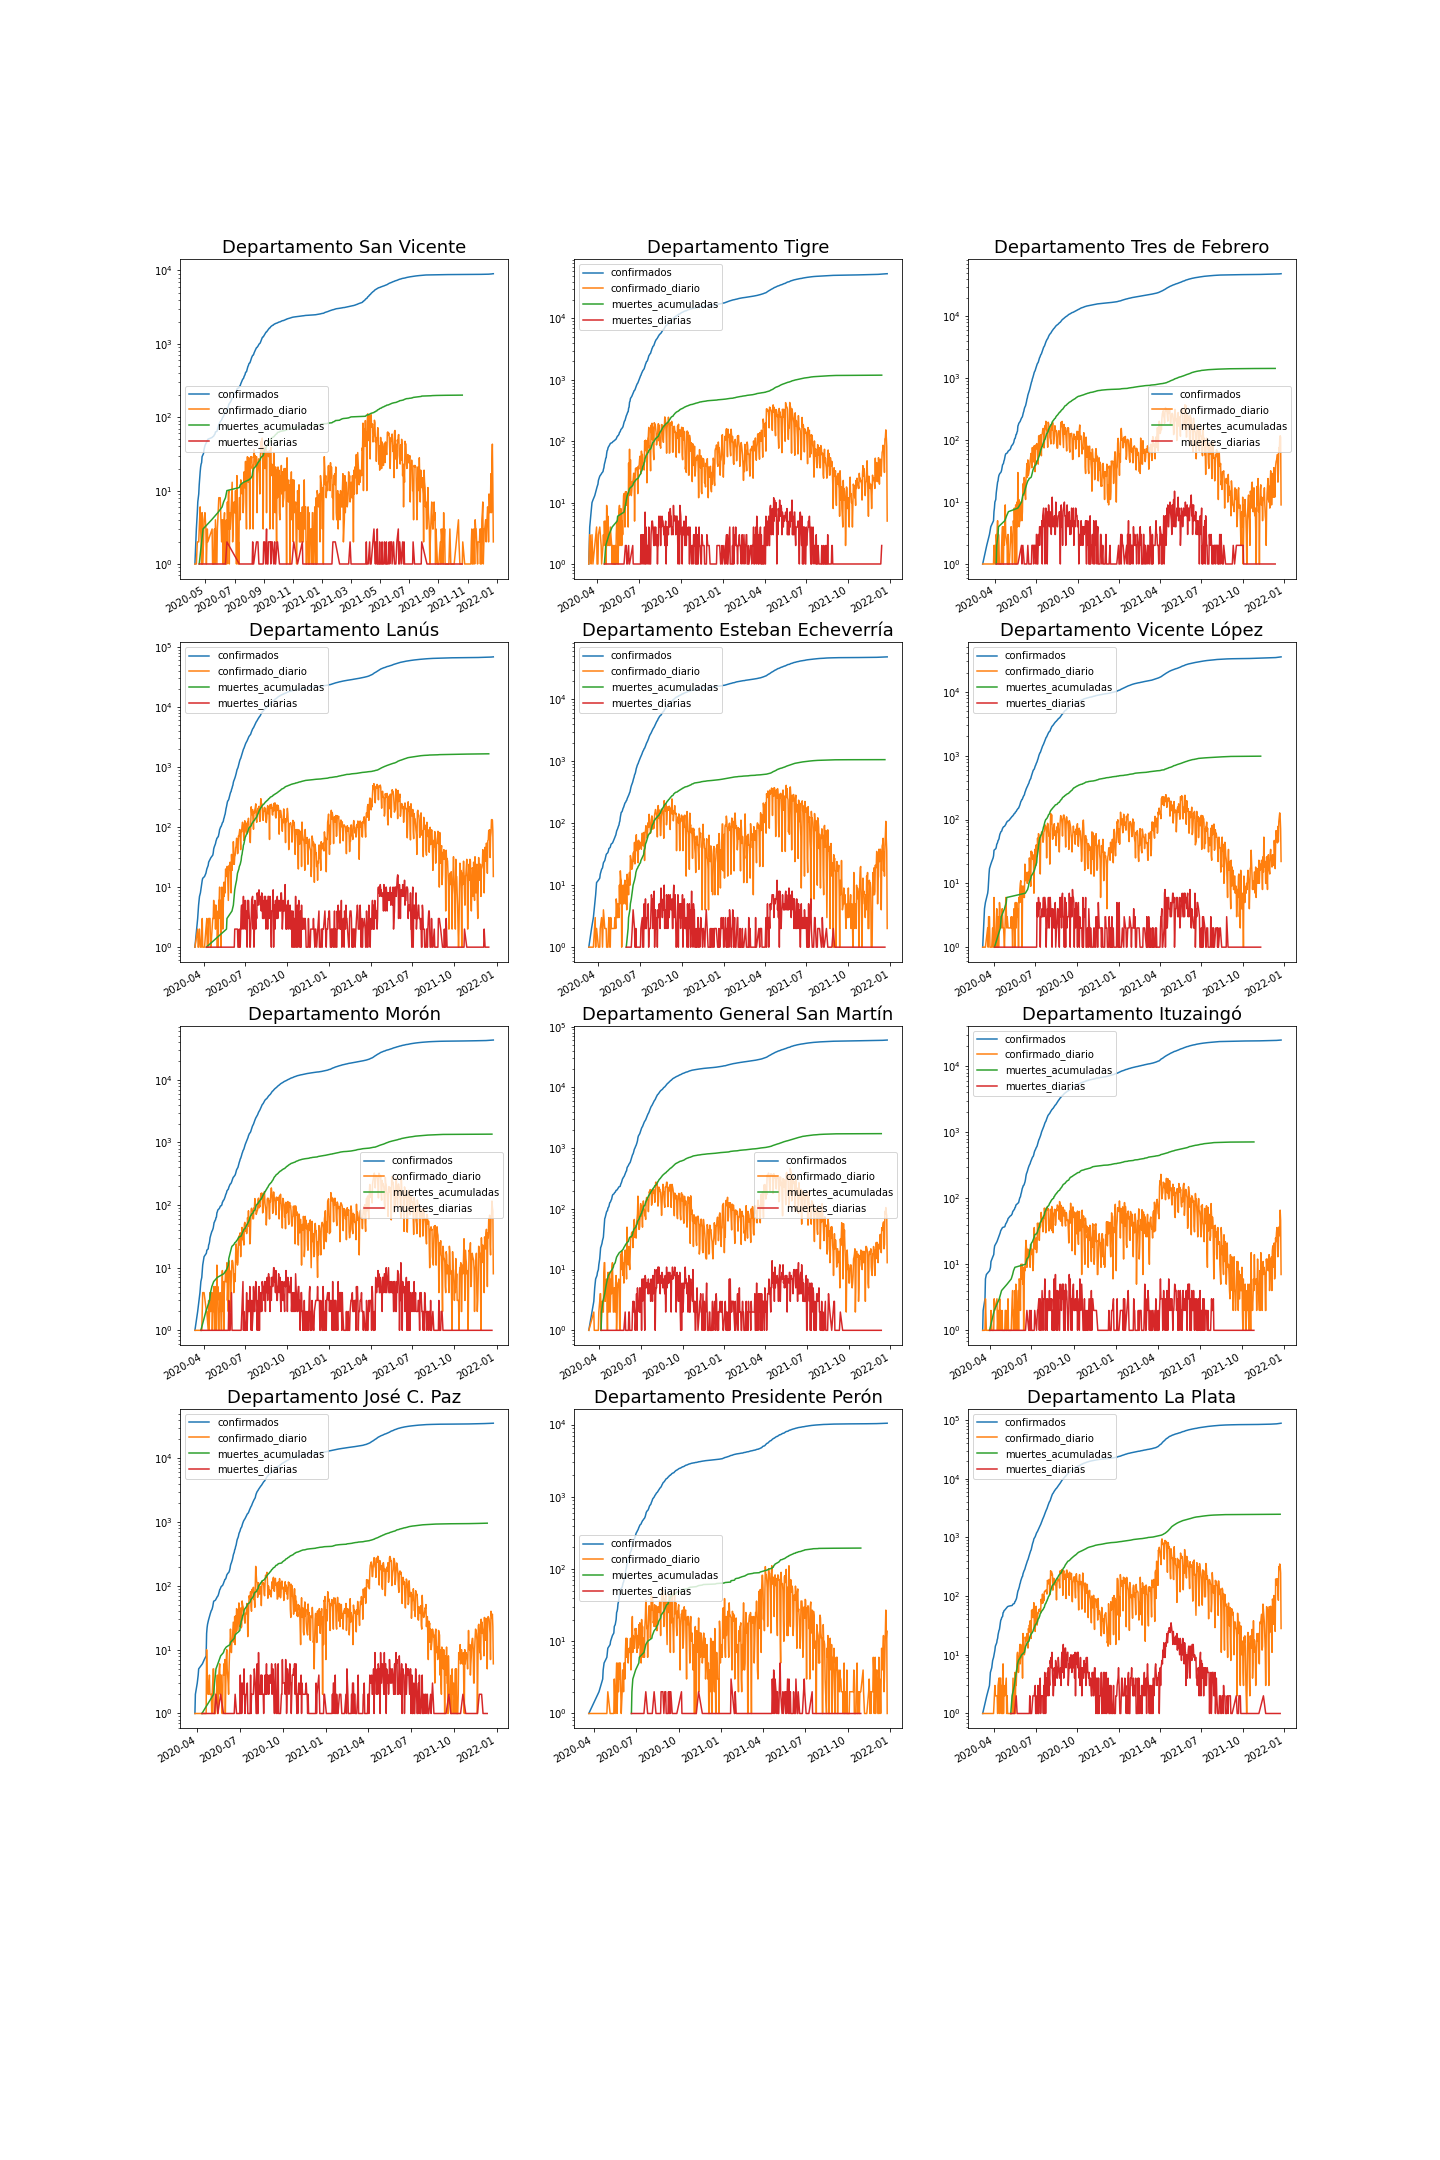 Departamento San Vicente
10⁴
10³
10²
10¹
10⁰
confirmados
confirmado_diario
muertes_acumuladas
muertes_diarias
2020-05 2020-07 2020-09 2020-11 2021-01 2021-03 2021-05 2021-07 2021-09 2021-11 2022-01
Departamento Tigre
confirmados
confirmado_diario
muertes_acumuladas
muertes_diarias
10⁴
10³
10²
10¹
10⁰
2020-04 2020-07 2020-10 2021-01 2021-04 2021-07 2021-10 2022-01
Departamento Tres de Febrero
10⁴
10³
10²
10¹
10⁰
confirmados
confirmado_diario
muertes_acumuladas
muertes_diarias
2020-04 2020-07 2020-10 2021-01 2021-04 2021-07 2021-10 2022-01
Departamento Lanús
10⁵
10⁴
10³
10²
10¹
10⁰
confirmados
confirmado_diario
muertes_acumuladas
muertes_diarias
2020-04 2020-07 2020-10 2021-01 2021-04 2021-07 2021-10 2022-01
Departamento Esteban Echeverría
confirmados
confirmado_diario
muertes_acumuladas
muertes_diarias
10⁴
10³
10²
10¹
10⁰
2020-04 2020-07 2020-10 2021-01 2021-04 2021-07 2021-10 2022-01
Departamento Vicente López
confirmados
confirmado_diario
muertes_acumuladas
muertes_diarias
10⁴
10³
10²
10¹
10⁰
2020-04 2020-07 2020-10 2021-01 2021-04 2021-07 2021-10 2022-01
Departamento Morón
10⁴
10³
10²
10¹
10⁰
confirmados
confirmado_diario
muertes_acumuladas
muertes_diarias
2020-04 2020-07 2020-10 2021-01 2021-04 2021-07 2021-10 2022-01
Departamento General San Martín
10⁵
10⁴
10³
10²
10¹
10⁰
confirmados
confirmado_diario
muertes_acumuladas
muertes_diarias
2020-04 2020-07 2020-10 2021-01 2021-04 2021-07 2021-10 2022-01
Departamento Ituzaingó
confirmados
confirmado_diario
muertes_acumuladas
muertes_diarias
10⁴
10³
10²
10¹
10⁰
2020-04 2020-07 2020-10 2021-01 2021-04 2021-07 2021-10 2022-01
Departamento José C. Paz
confirmados
confirmado_diario
muertes_acumuladas
muertes_diarias
10⁴
10³
10²
10¹
10⁰
2020-04 2020-07 2020-10 2021-01 2021-04 2021-07 2021-10 2022-01
Departamento Presidente Perón
10⁴
10³
10²
10¹
10⁰
confirmados
confirmado_diario
muertes_acumuladas
muertes_diarias
2020-04 2020-07 2020-10 2021-01 2021-04 2021-07 2021-10 2022-01
Departamento La Plata
10⁵
10⁴
10³
10²
10¹
10⁰
confirmados
confirmado_diario
muertes_acumuladas
muertes_diarias
2020-04 2020-07 2020-10 2021-01 2021-04 2021-07 2021-10 2022-01